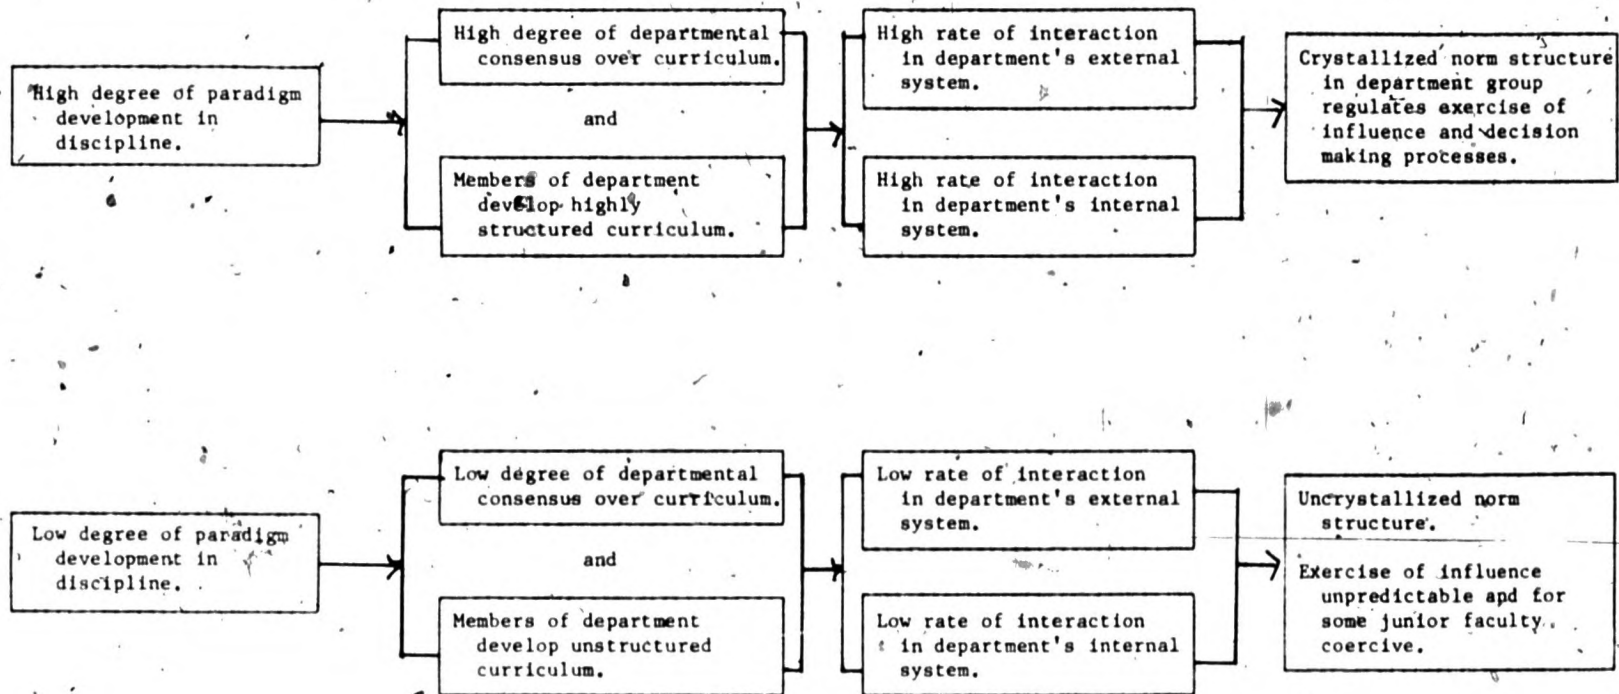 High degree of paradigm
development in
discipline.
High degree of departmental
consensus over curriculum.
and
Members of department
develop highly
structured curriculum.
High rate of interaction
in department's external
system.
High rate of interaction
in department's internal
system.
Crystallized norm structure
in department group
regulates exercise of
influence and decision
making processes.
Low degree of paradigm
development in
discipline.
Low degree of departmental
consensus over curriculum.
and
Members of department
develop unstructured
curriculum.
Low rate of interaction
in department's external
system.
Low rate of interaction
in department's internal
system.
Uncrystallized norm
structure.
Exercise of influence
unpredictable and for
some junior faculty
coercive.